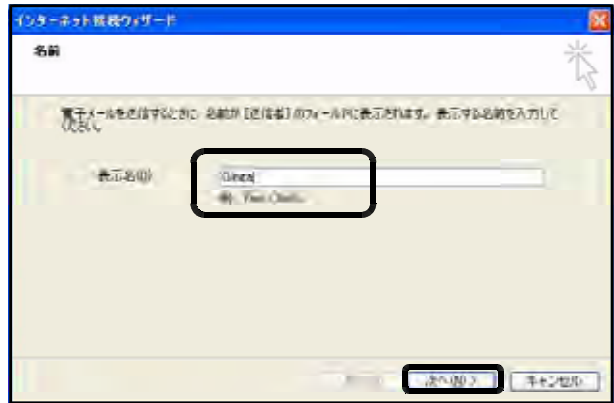 インターネット接続ウィザード
名前
電子メールを送信するときに、名前が [送信者] のフィールドに表示されます。表示する名前を入力して
ください。
表示名(D):
次へ(N) >
キャンセル